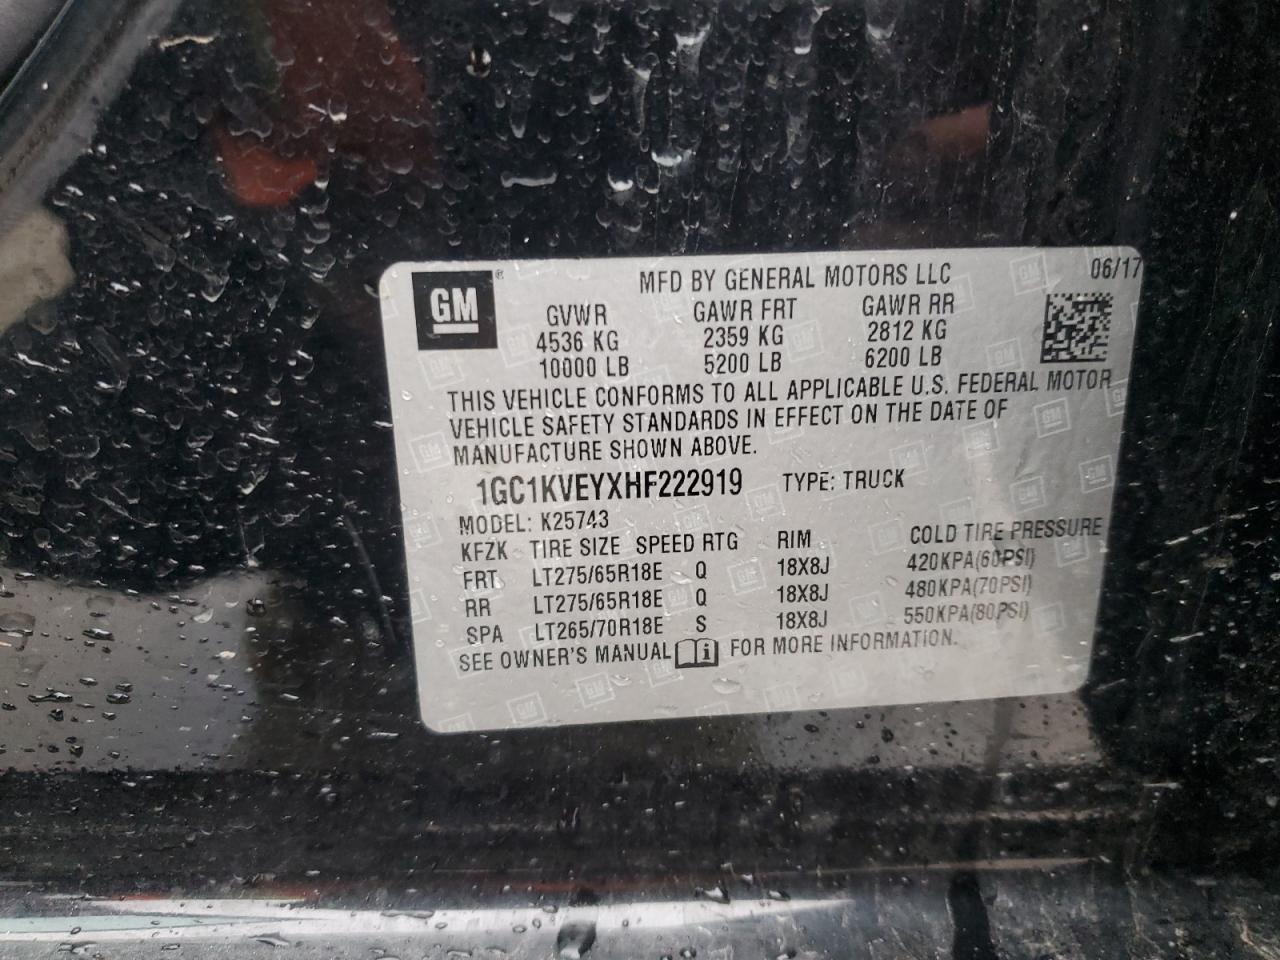 GM ® MFD BY GENERAL MOTORS LLC 06/17
GVWR GAWR FRT GAWR RR
4536 KG 2359 KG 2812 KG
10000 LB 5200 LB 6200 LB
THIS VEHICLE CONFORMS TO ALL APPLICABLE U.S. FEDERAL MOTOR
VEHICLE SAFETY STANDARDS IN EFFECT ON THE DATE OF
MANUFACTURE SHOWN ABOVE.
1GC1KVEYXHF222919 TYPE: TRUCK
MODEL: K25743
KFZK TIRE SIZE SPEED RTG RIM COLD TIRE PRESSURE
FRT LT275/65R18E Q 18X8J 420KPA(60PSI)
RR LT275/65R18E Q 18X8J 480KPA(70PSI)
SPA LT265/70R18E S 18X8J 550KPA(80PSI)
SEE OWNER'S MANUAL i FOR MORE INFORMATION.